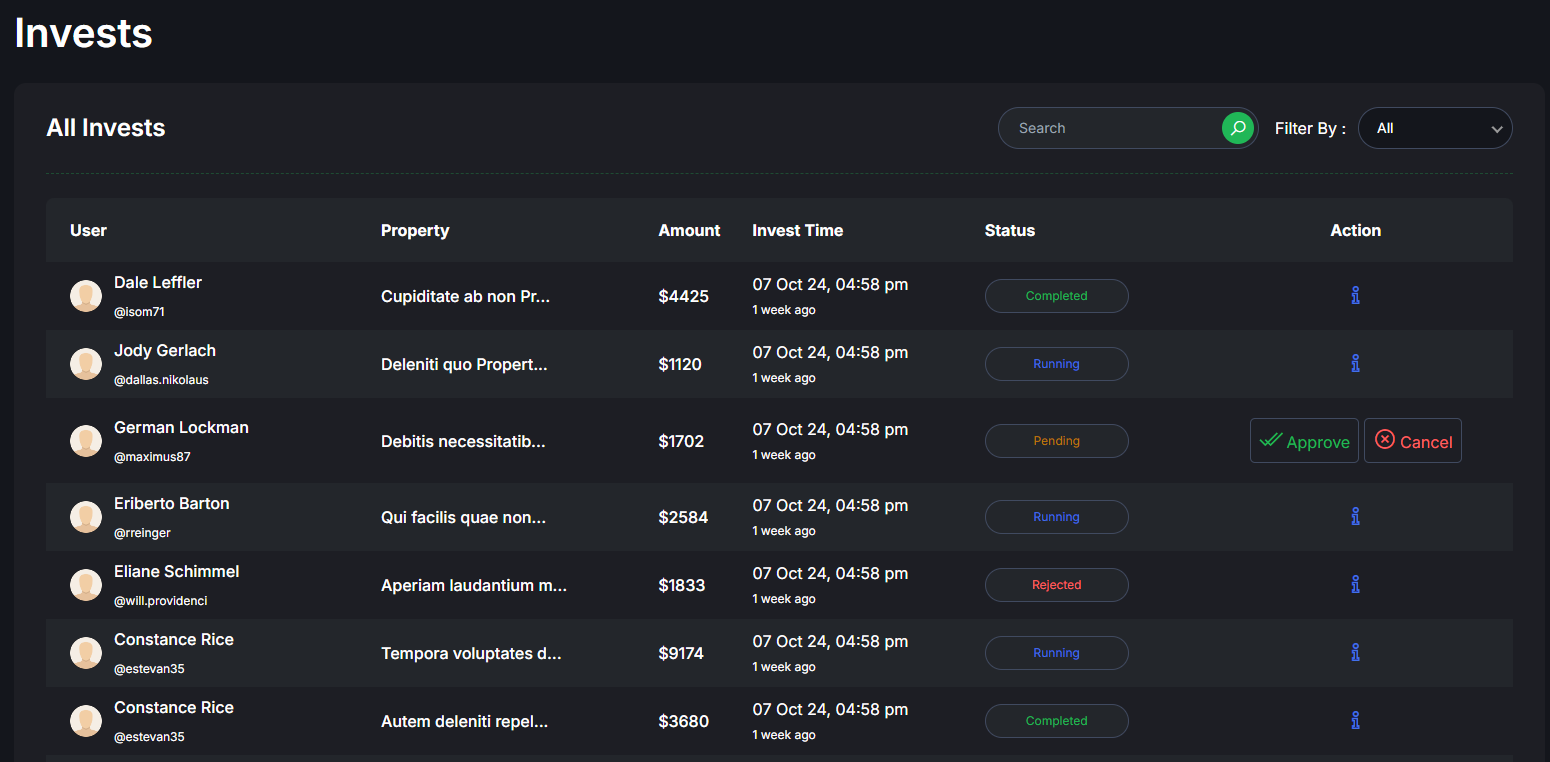 Invests
All Invests
Search
Filter By :
All
User Property Amount Invest Time Status Action
Dale Leffler
@isom71
Cupiditate ab non Pr...
$4425
07 Oct 24, 04:58 pm
1 week ago
Completed
Jody Gerlach
@dallas.nikolaus
Deleniti quo Propert...
$1120
07 Oct 24, 04:58 pm
1 week ago
Running
German Lockman
@maximus87
Debitis necessitatib...
$1702
07 Oct 24, 04:58 pm
1 week ago
Pending
Approve
Cancel
Eriberto Barton
@rreinger
Qui facilis quae non...
$2584
07 Oct 24, 04:58 pm
1 week ago
Running
Eliane Schimmel
@will.providenci
Aperiam laudantium m...
$1833
07 Oct 24, 04:58 pm
1 week ago
Rejected
Constance Rice
@estevan35
Tempora voluptates d...
$9174
07 Oct 24, 04:58 pm
1 week ago
Running
Constance Rice
@estevan35
Autem deleniti repel...
$3680
07 Oct 24, 04:58 pm
1 week ago
Completed